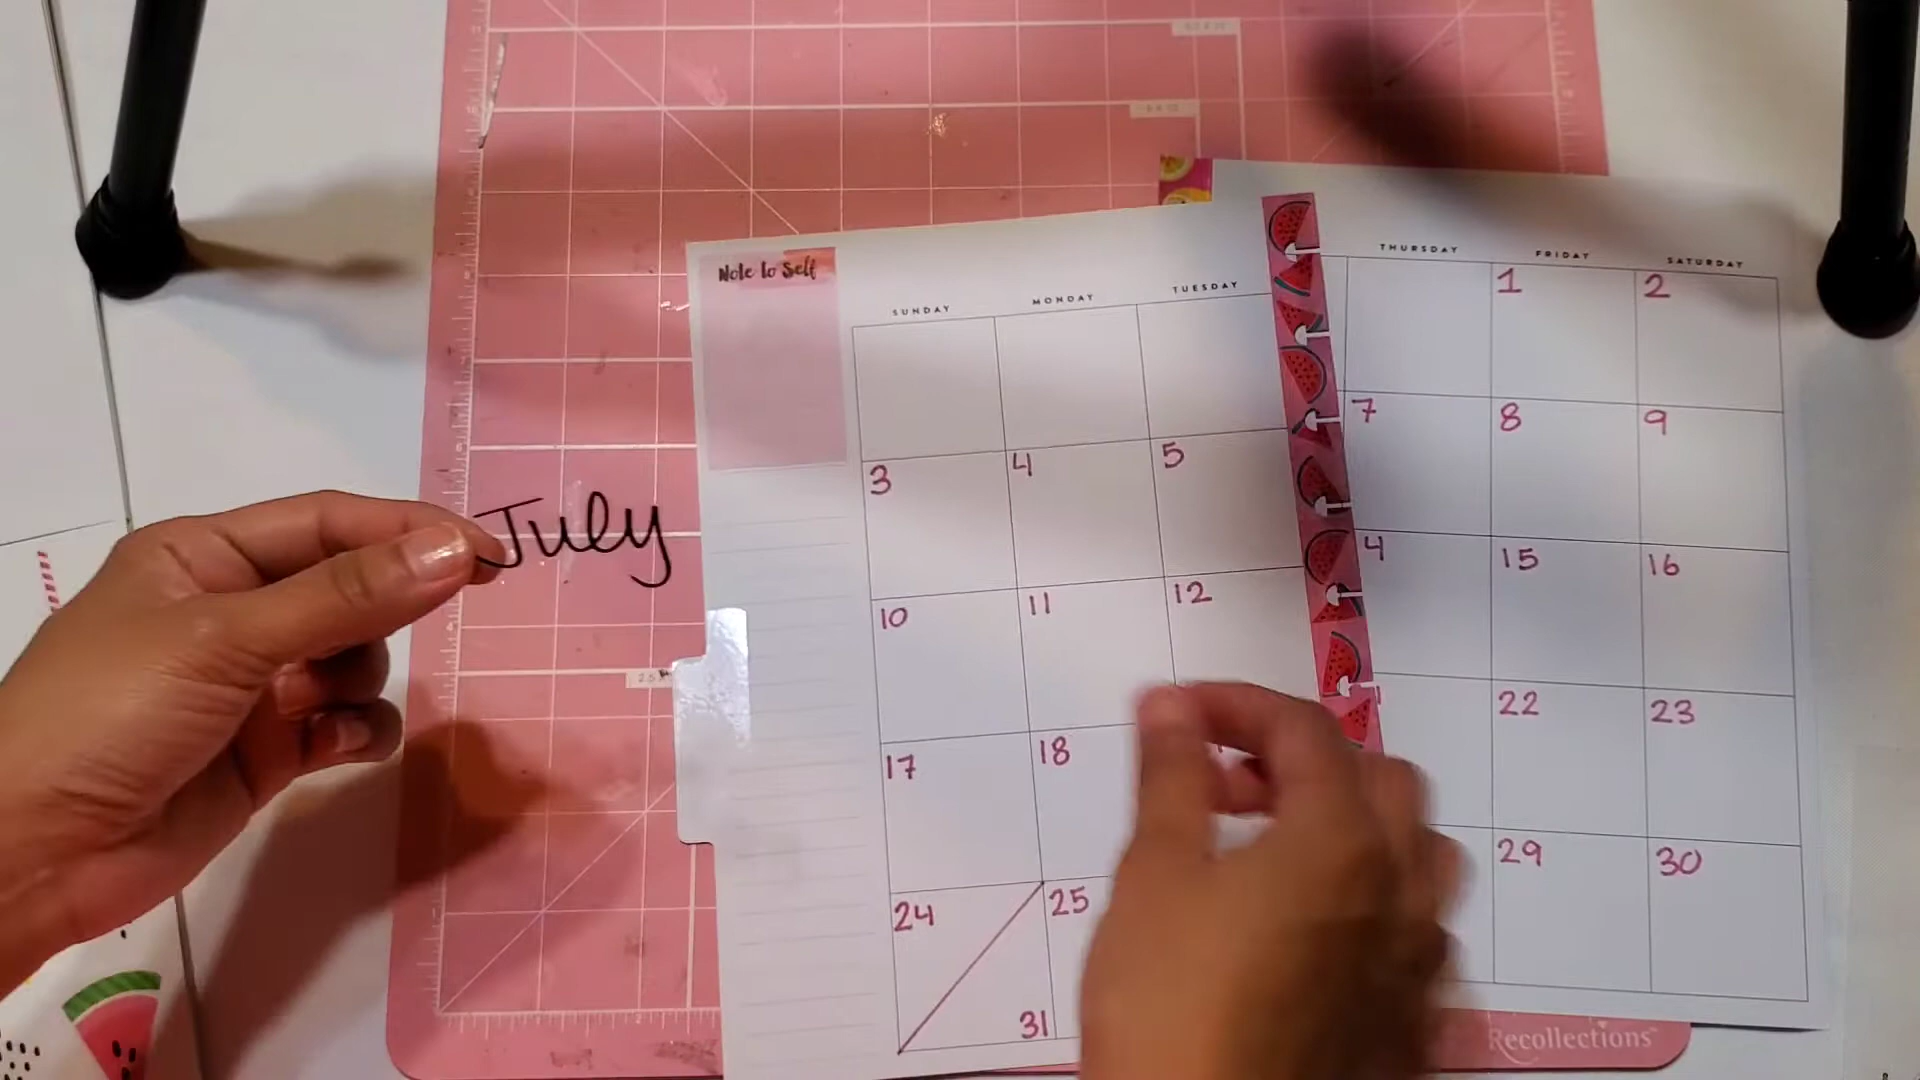 Note to Self
SUNDAY MONDAY TUESDAY THURSDAY FRIDAY SATURDAY
1 2
3 4 5 7 8 9
July
10 11 12 4 15 16
17 18 22 23
24 25 29 30
31
Recollections